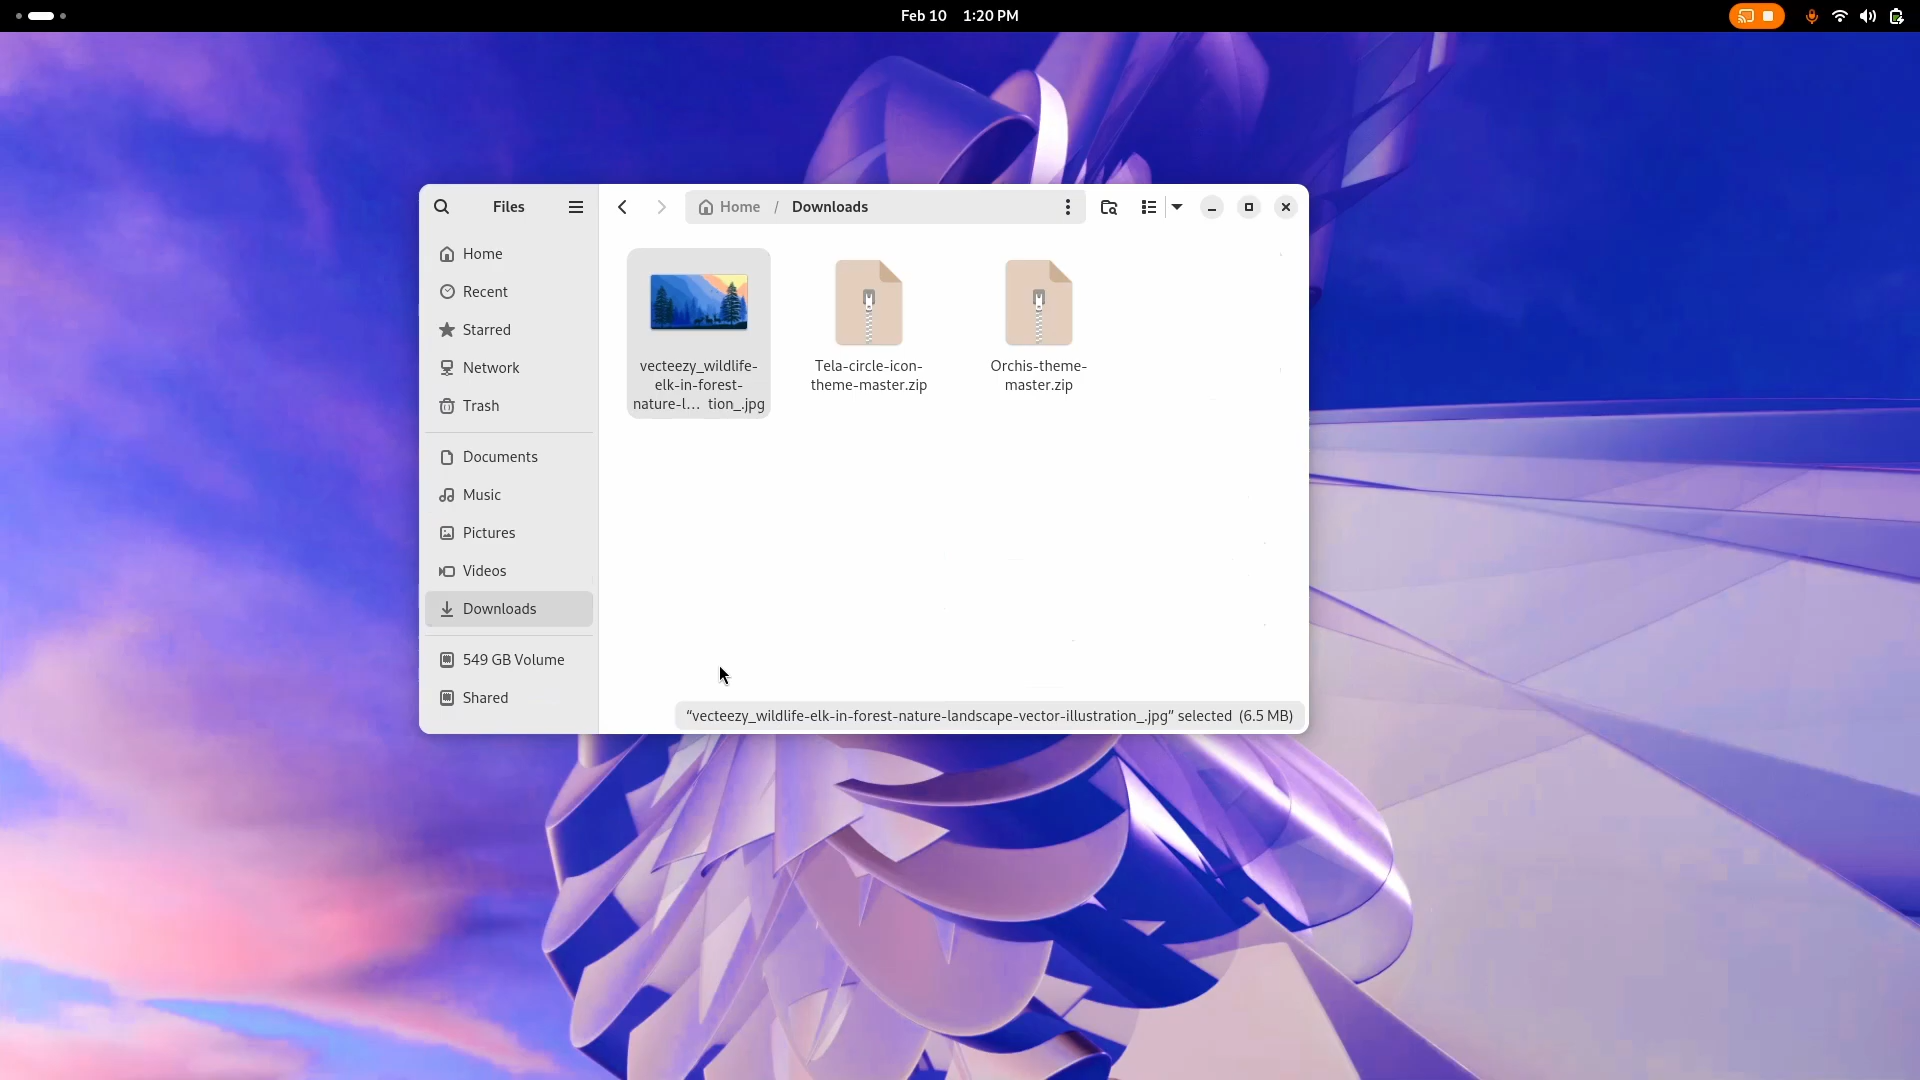 Feb 10 1:20 PM
Files
Home / Downloads
Home
Recent
Starred
Network
Trash
Documents
Music
Pictures
Videos
Downloads
549 GB Volume
Shared
vecteezy_wildlife-
elk-in-forest-
nature-l… tion_.jpg
Tela-circle-icon-
theme-master.zip
Orchis-theme-
master.zip
“vecteezy_wildlife-elk-in-forest-nature-landscape-vector-illustration_.jpg” selected (6.5 MB)